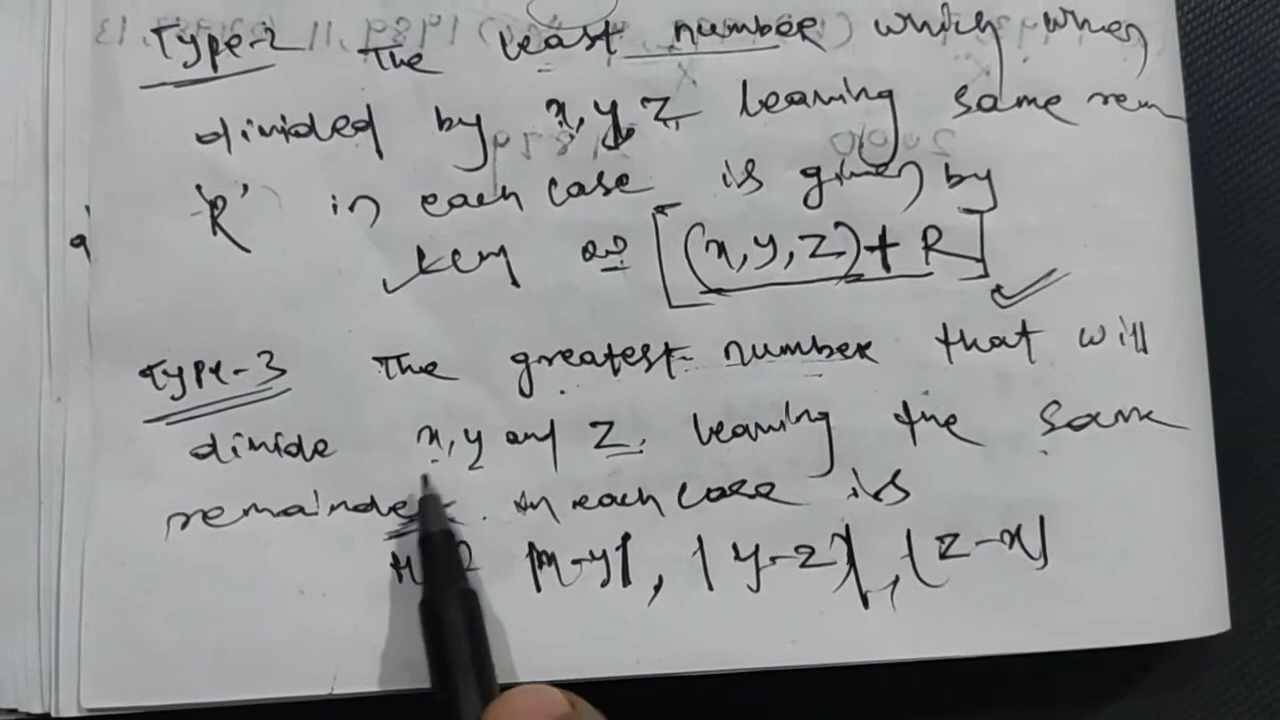 Type-2 The least number which when
divided by x, y, Z leaving same rem
'R' in each case is given by
[(x, y, Z) + R]
Type-3 The greatest number that will
divide x, y and Z, leaving the same
remainder. in each case is
|x-y|, |y-z|, |z-x|